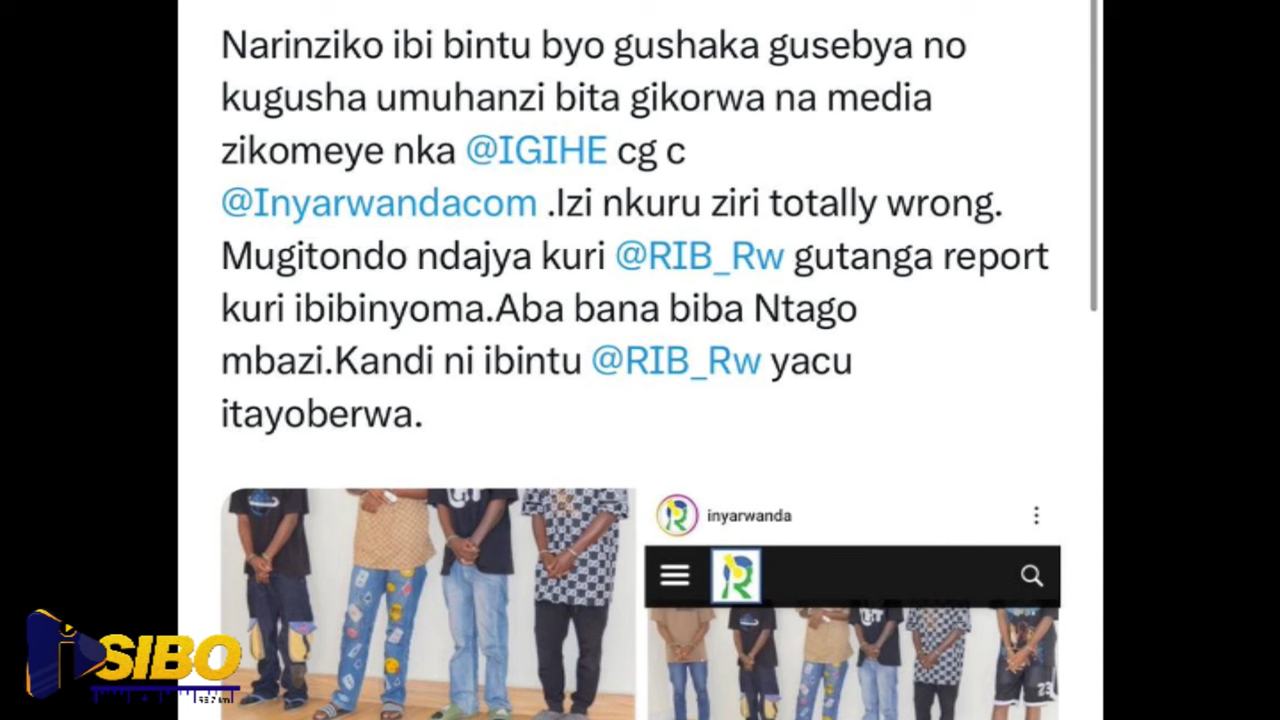 Narinziko ibi bintu byo gushaka gusebya no
kugusha umuhanzi bita gikorwa na media
zikomeye nka @IGIHE cg c
@Inyarwandacom .Izi nkuru ziri totally wrong.
Mugitondo ndajya kuri @RIB_Rw gutanga report
kuri ibibinyoma.Aba bana biba Ntago
mbazi.Kandi ni ibintu @RIB_Rw yacu
itayoberwa.
inyarwanda
R
23
iSIBO